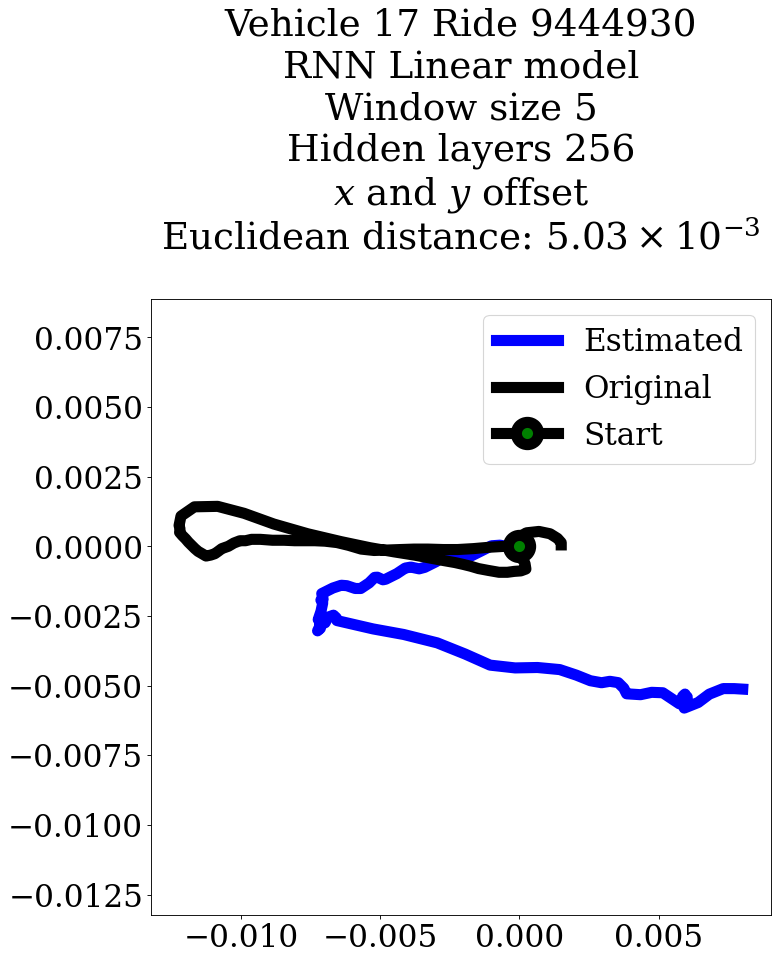 Vehicle 17 Ride 9444930
RNN Linear model
Window size 5
Hidden layers 256
x and y offset
Euclidean distance: 5.03 × 10⁻³
Estimated
Original
Start
0.0075
0.0050
0.0025
0.0000
−0.0025
−0.0050
−0.0075
−0.0100
−0.0125
−0.010 −0.005 0.000 0.005